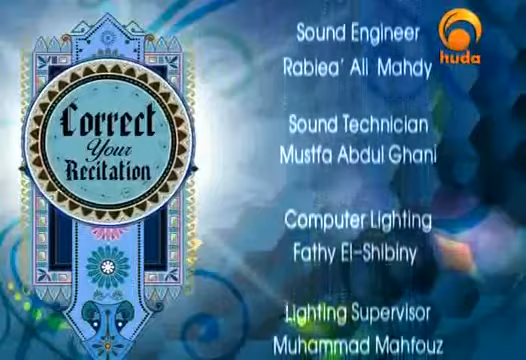 Correct
Your
Recitation
huda
Sound Engineer
Rabiea' Ali Mahdy
Sound Technician
Mustfa Abdul Ghani
Computer Lighting
Fathy El-Shibiny
Lighting Supervisor
Muhammad Mahfouz